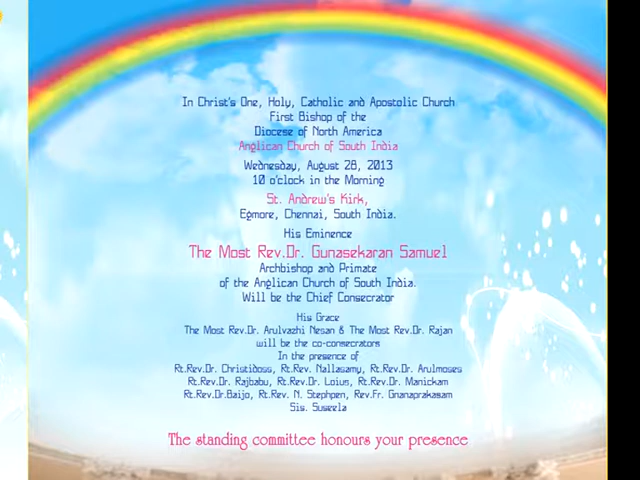 In Christ's One, Holy, Catholic and Apostolic Church
First Bishop of the
Diocese of North America
Anglican Church of South India
Wednesday, August 28, 2013
10 o'clock in the Morning
St. Andrew's Kirk,
Egmore, Chennai, South India.
His Eminence
The Most Rev.Dr. Gunasekaran Samuel
Archbishop and Primate
of the Anglican Church of South India.
Will be the Chief Consecrator
His Grace
The Most Rev.Dr. Arulvazhi Nesan & The Most Rev.Dr. Rajan
will be the co-consecrators
In the presence of
Rt.Rev.Dr. Christidoss, Rt.Rev. Nallasamy, Rt.Rev.Dr. Arulmoses
Rt.Rev.Dr. Rajbabu, Rt.Rev.Dr. Loius, Rt.Rev.Dr. Manickam
Rt.Rev.Dr.Baijo, Rt.Rev. N. Stephpen, Rev.Fr. Gnanaprakasam
Sis. Suseela
The standing committee honours your presence